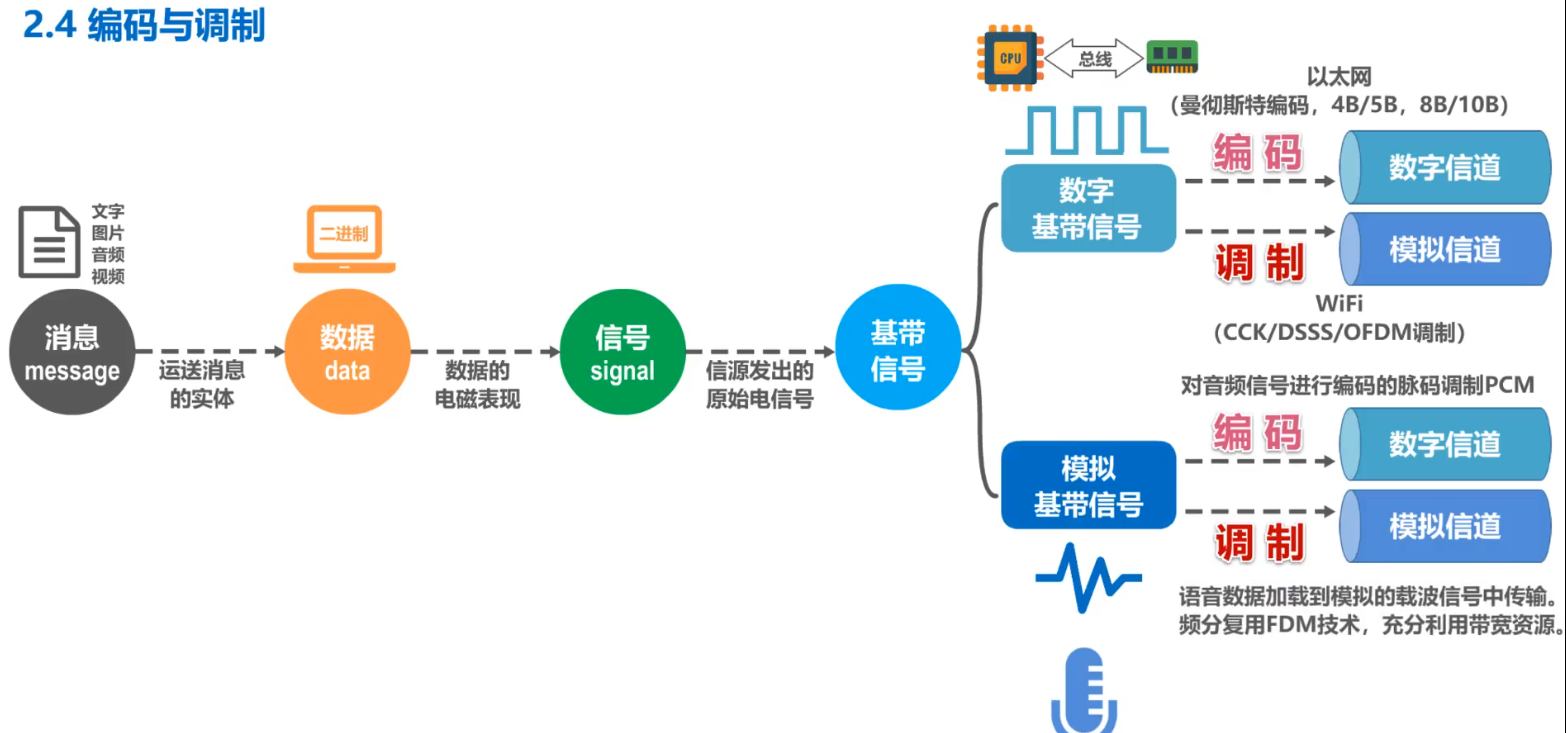 2.4 编码与调制
CPU
总线
以太网
（曼彻斯特编码，4B/5B，8B/10B）
编 码
数字信道
数字
基带信号
调 制
模拟信道
WiFi
（CCK/DSSS/OFDM调制）
文字
图片
音频
视频
二进制
消息
message
运送消息
的实体
数据
data
数据的
电磁表现
信号
signal
信源发出的
原始电信号
基带
信号
对音频信号进行编码的脉码调制PCM
编 码
数字信道
模拟
基带信号
调 制
模拟信道
语音数据加载到模拟的载波信号中传输。
频分复用FDM技术，充分利用带宽资源。